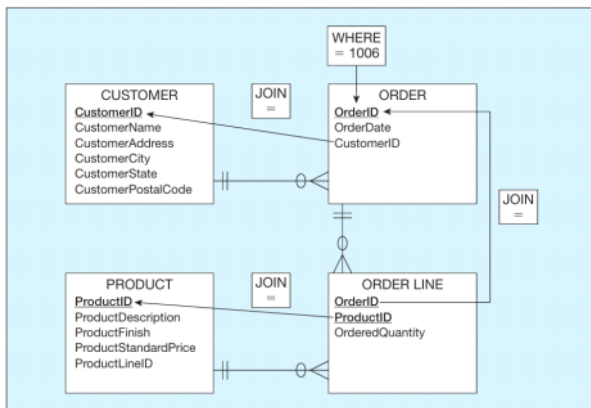 WHERE
= 1006
CUSTOMER
CustomerID
CustomerName
CustomerAddress
CustomerCity
CustomerState
CustomerPostalCode
JOIN
=
ORDER
OrderID
OrderDate
CustomerID
JOIN
=
PRODUCT
ProductID
ProductDescription
ProductFinish
ProductStandardPrice
ProductLineID
JOIN
=
ORDER LINE
OrderID
ProductID
OrderedQuantity